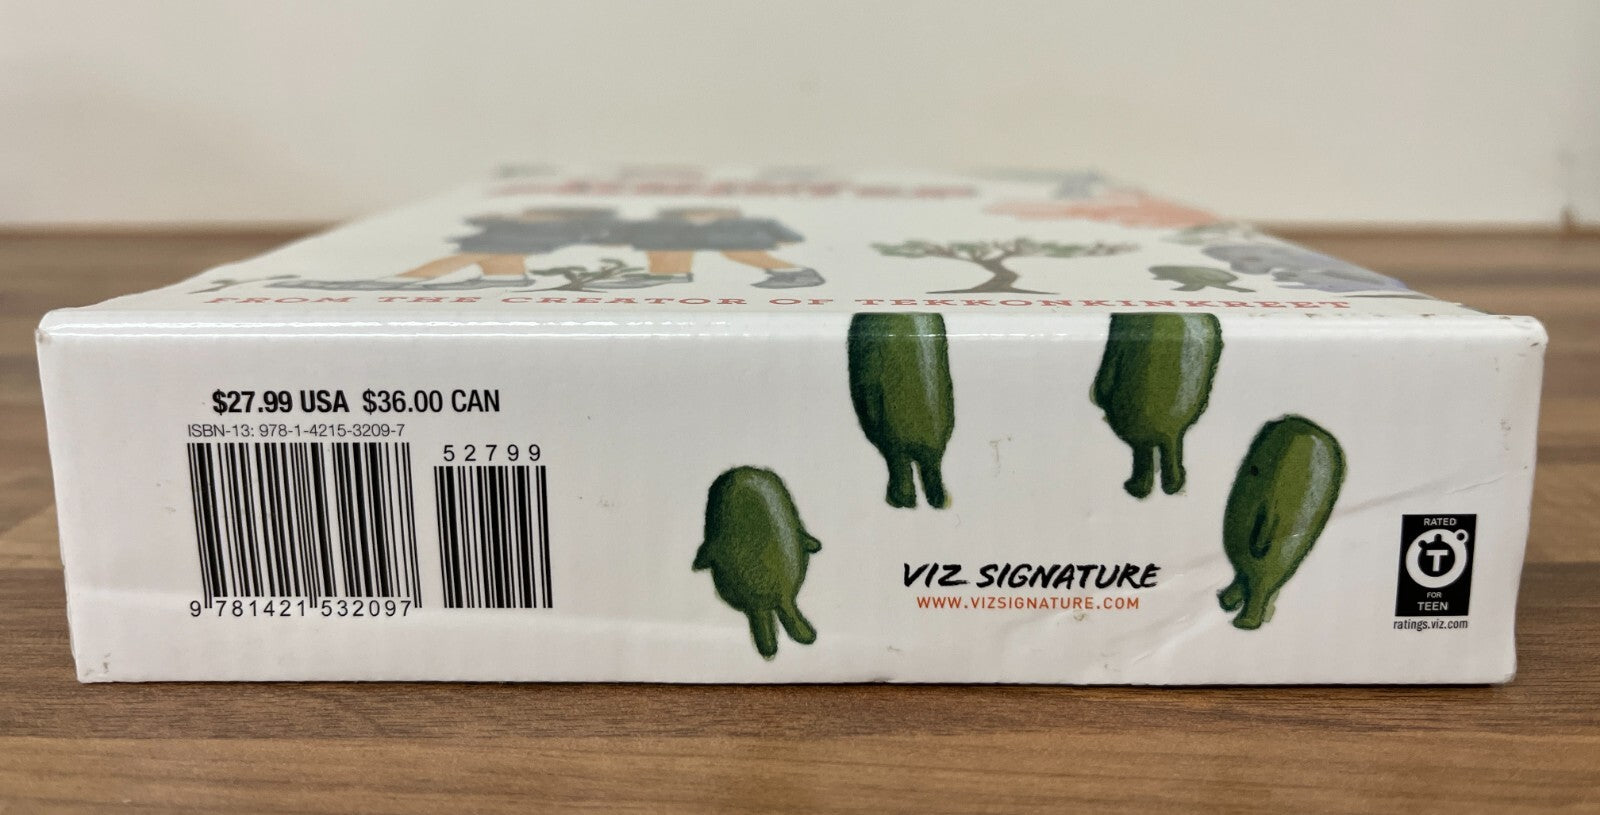 FROM THE CREATOR OF TEKKONKINKREET
$27.99 USA $36.00 CAN
ISBN-13: 978-1-4215-3209-7
52799
9 781421 532097
VIZ SIGNATURE
WWW.VIZSIGNATURE.COM
RATED
T
FOR
TEEN
ratings.viz.com